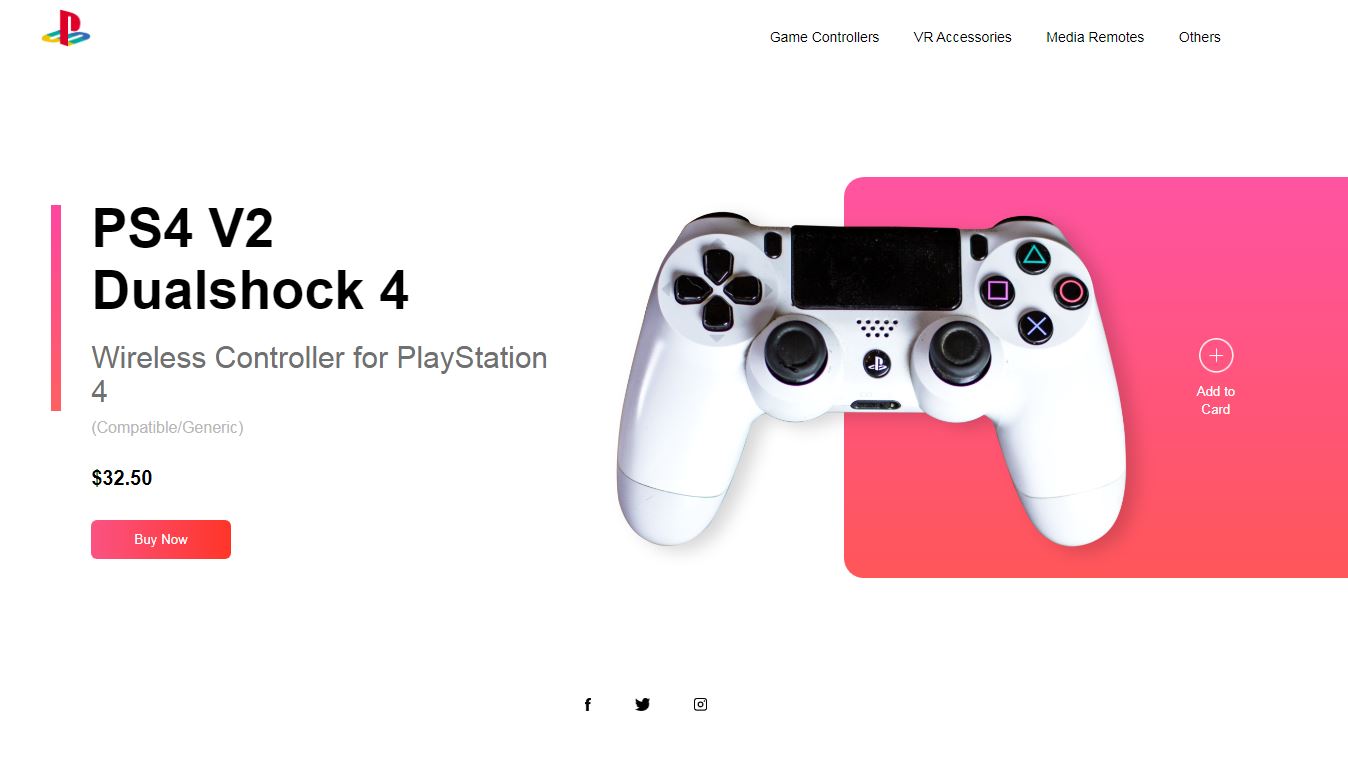 Game Controllers VR Accessories Media Remotes Others
PS4 V2
Dualshock 4
Wireless Controller for PlayStation
4
(Compatible/Generic)
$32.50
Buy Now
Add to
Card